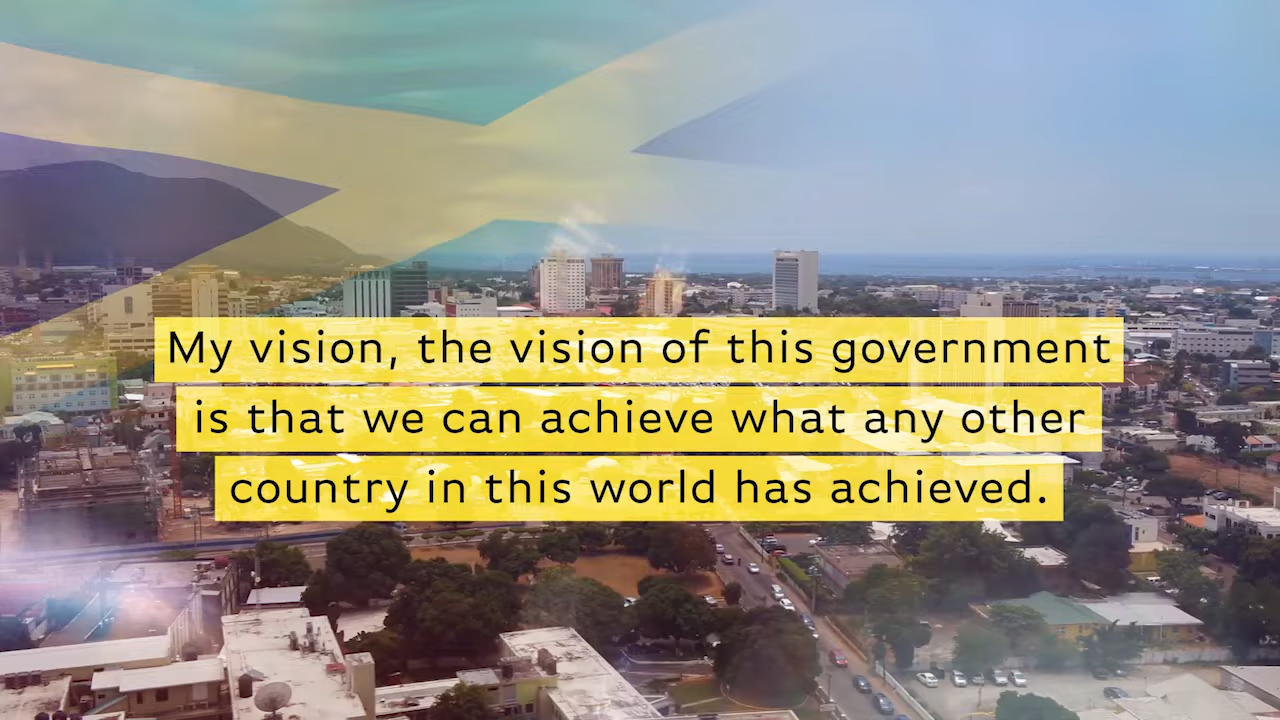 My vision, the vision of this government
is that we can achieve what any other
country in this world has achieved.